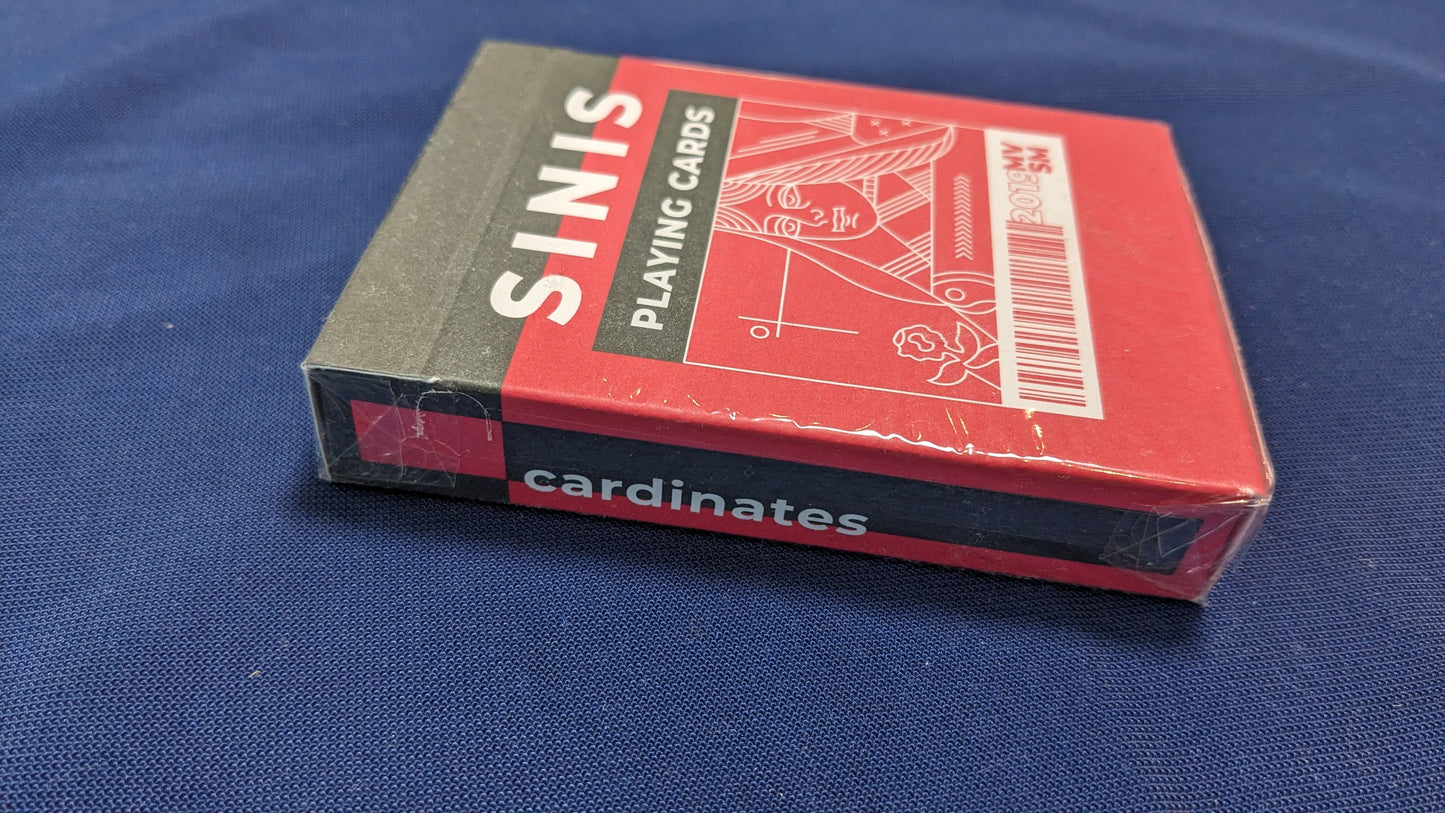 SINIS
PLAYING CARDS
2019 MV
SM
cardinates